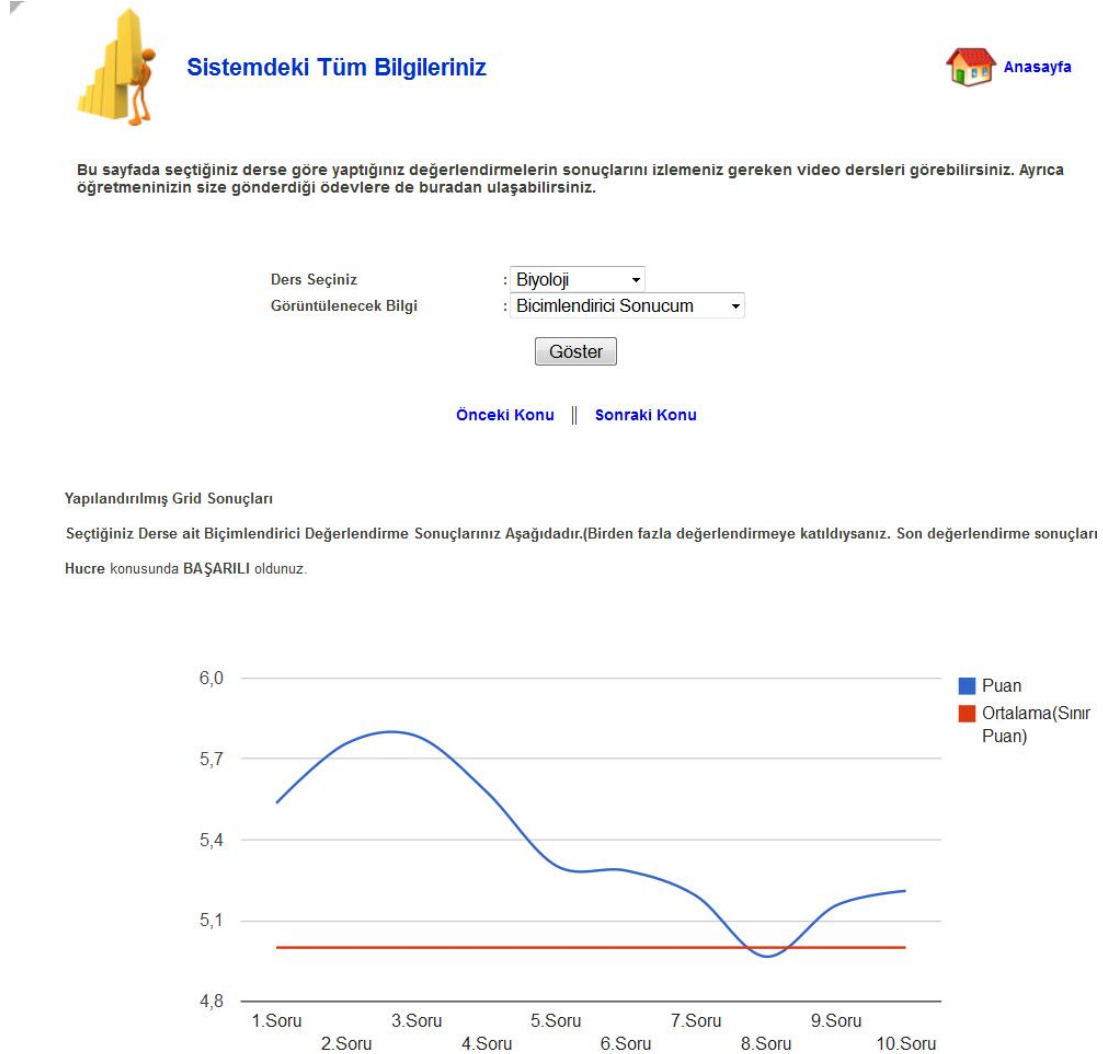 Sistemdeki Tüm Bilgileriniz
Anasayfa
Bu sayfada seçtiğiniz derse göre yaptığınız değerlendirmelerin sonuçlarını izlemeniz gereken video dersleri görebilirsiniz. Ayrıca
öğretmeninizin size gönderdiği ödevlere de buradan ulaşabilirsiniz.
Ders Seçiniz : Biyoloji
Görüntülenecek Bilgi : Bicimlendirici Sonucum
Göster
Önceki Konu || Sonraki Konu
Yapılandırılmış Grid Sonuçları
Seçtiğiniz Derse ait Biçimlendirici Değerlendirme Sonuçlarınız Aşağıdadır.(Birden fazla değerlendirmeye katıldıysanız. Son değerlendirme sonuçları
Hucre konusunda BAŞARILI oldunuz.
6,0
5,7
5,4
5,1
4,8
Puan
Ortalama(Sınır
Puan)
1.Soru 3.Soru 5.Soru 7.Soru 9.Soru
2.Soru 4.Soru 6.Soru 8.Soru 10.Soru